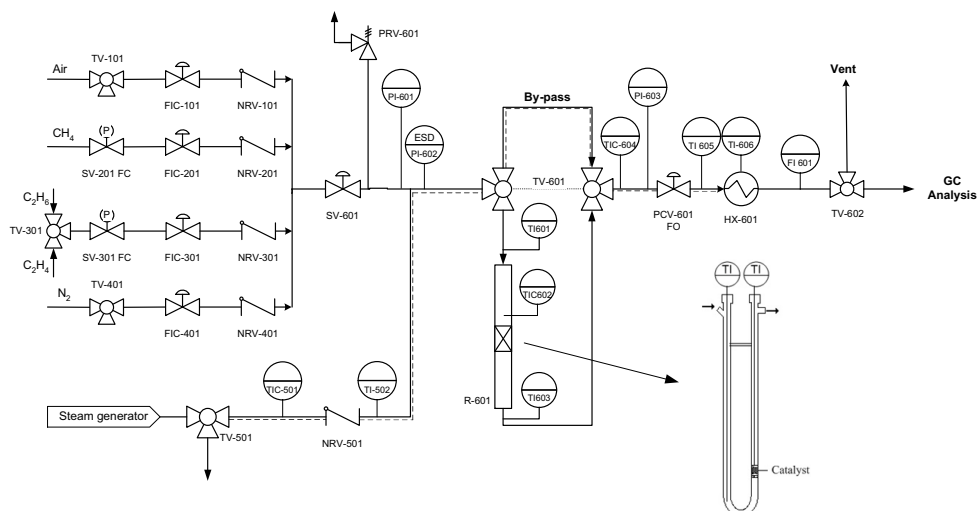 PRV-601
TV-101
Air
FIC-101
NRV-101
PI-601
By-pass
PI-603
Vent
(P)
CH4
SV-201 FC
FIC-201
NRV-201
ESD
PI-602
TIC-604
TI 605
TI-606
FI 601
C2H6
TV-301
C2H4
(P)
SV-301 FC
FIC-301
NRV-301
SV-601
TV-601
PCV-601
FO
HX-601
TV-602
GC
Analysis
TI601
TV-401
N2
FIC-401
NRV-401
TIC602
TI
TI
R-601
TI603
TIC-501
TI-502
Steam generator
TV-501
NRV-501
Catalyst